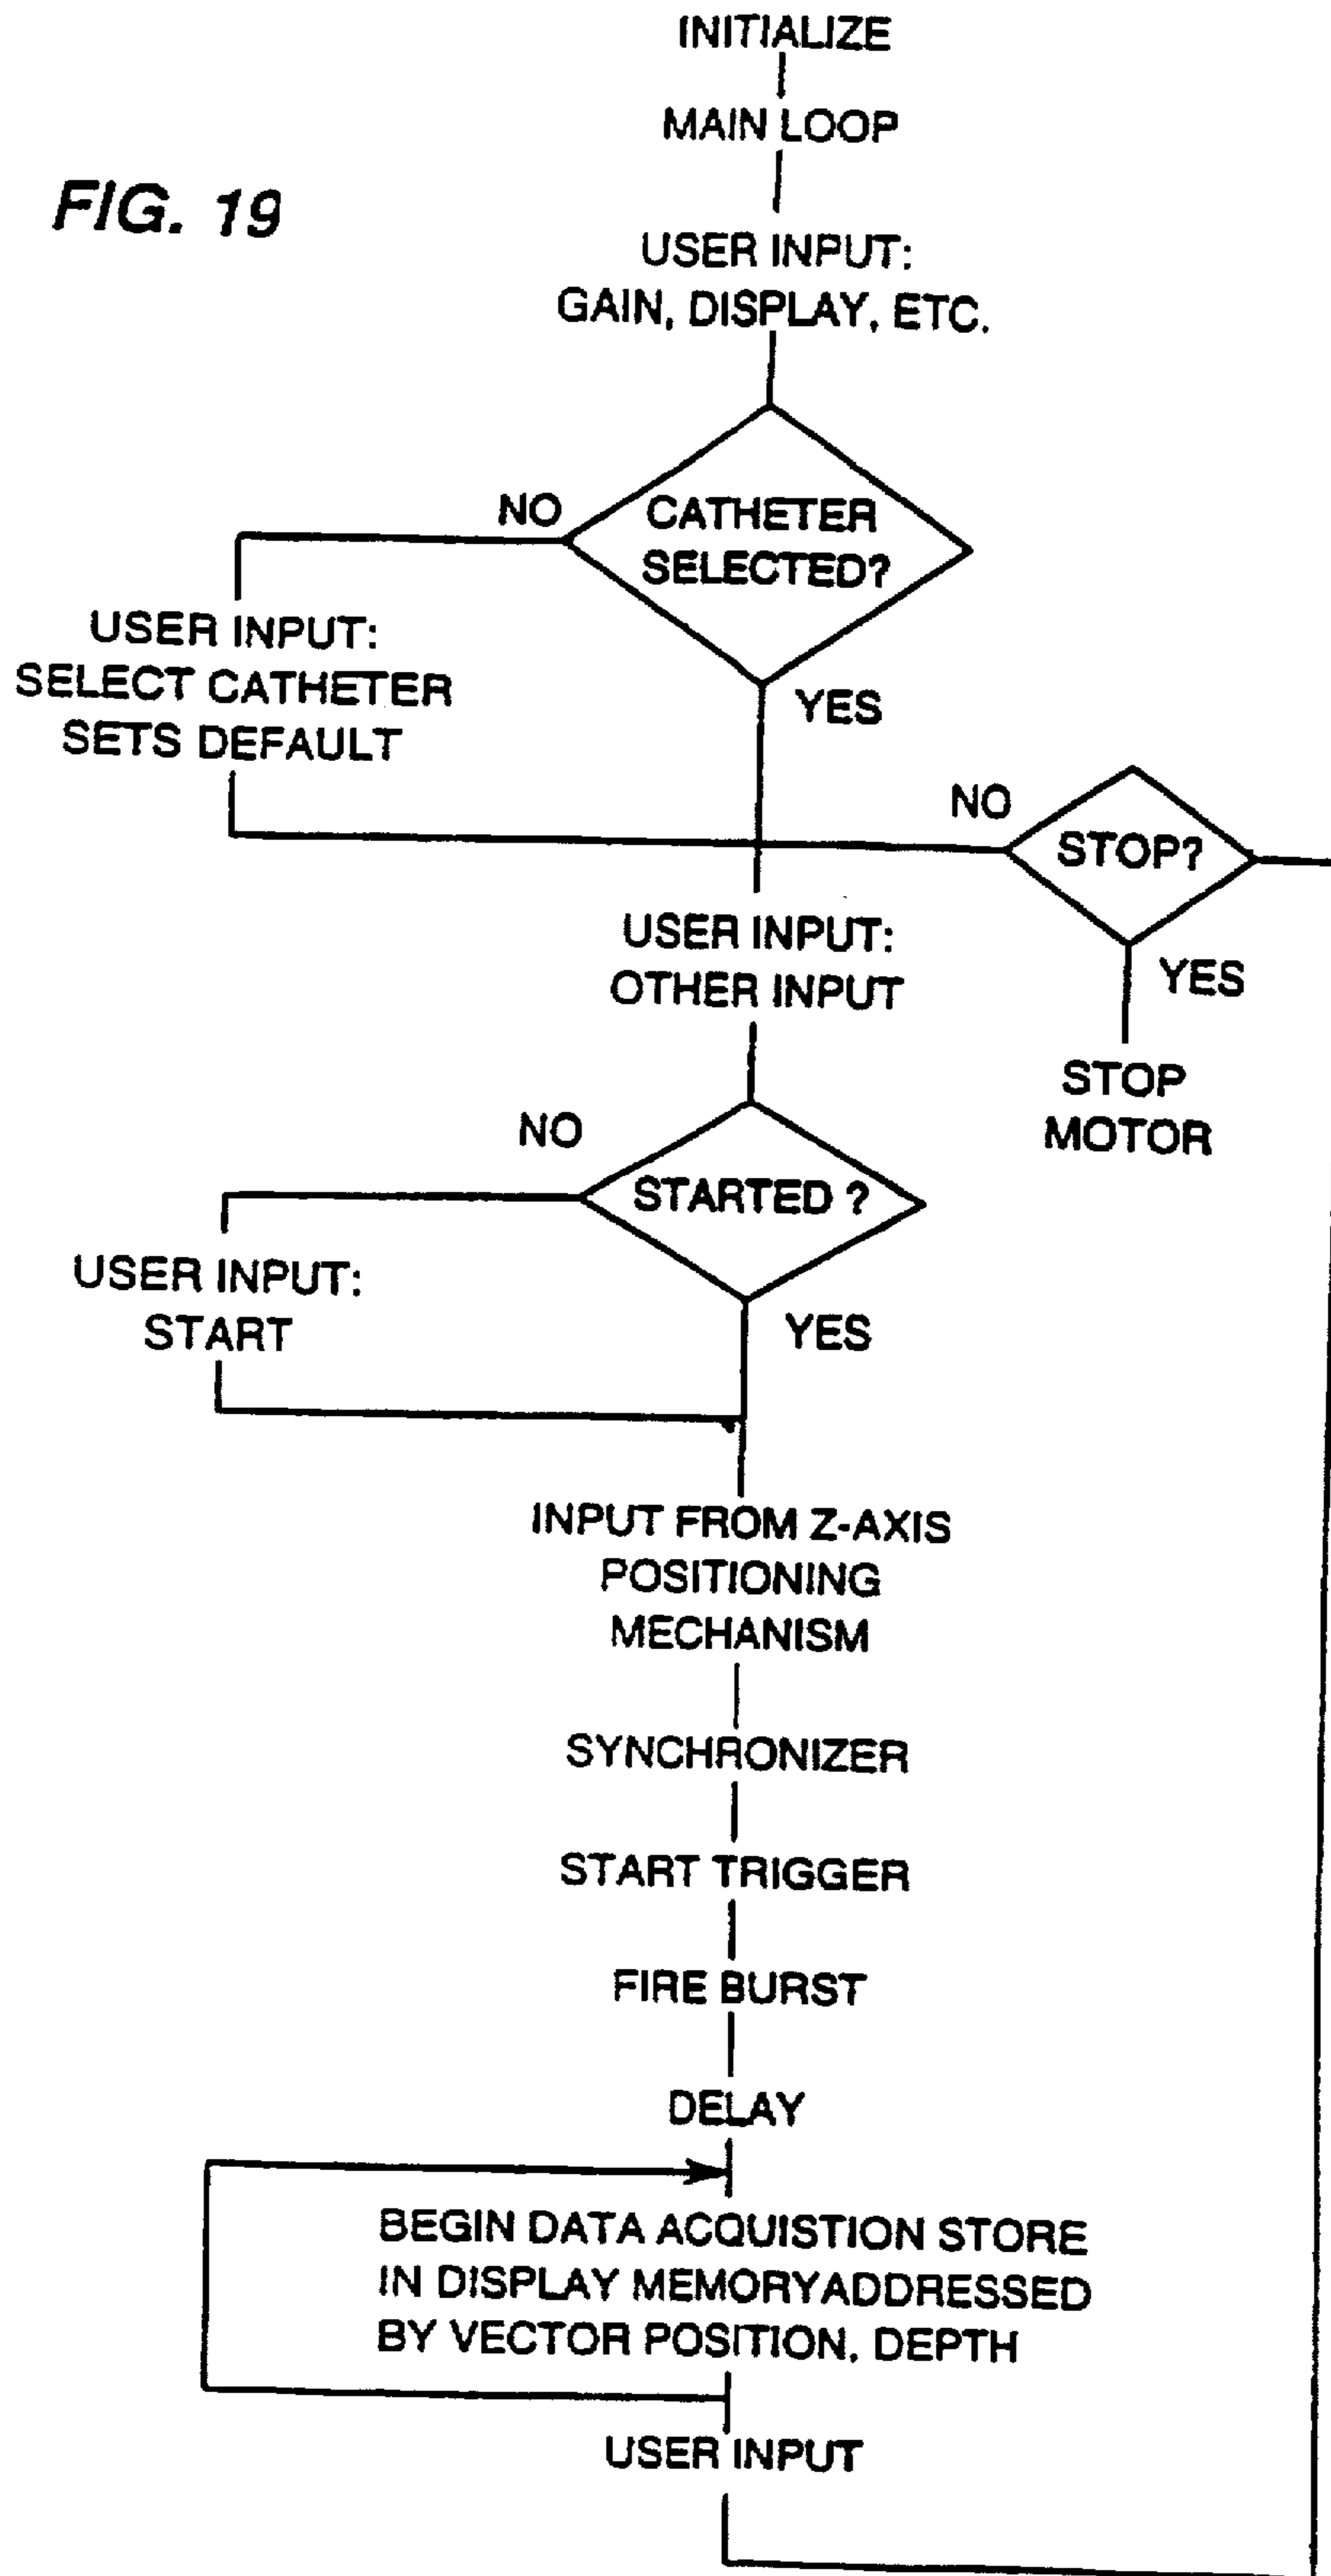 INITIALIZE
MAIN LOOP
FIG. 19
USER INPUT:
GAIN, DISPLAY, ETC.
NO
CATHETER
SELECTED?
USER INPUT:
SELECT CATHETER
SETS DEFAULT
YES
NO
STOP?
USER INPUT:
OTHER INPUT
YES
STOP
MOTOR
NO
STARTED ?
USER INPUT:
START
YES
INPUT FROM Z-AXIS
POSITIONING
MECHANISM
SYNCHRONIZER
START TRIGGER
FIRE BURST
DELAY
BEGIN DATA ACQUISTION STORE
IN DISPLAY MEMORYADDRESSED
BY VECTOR POSITION, DEPTH
USER INPUT